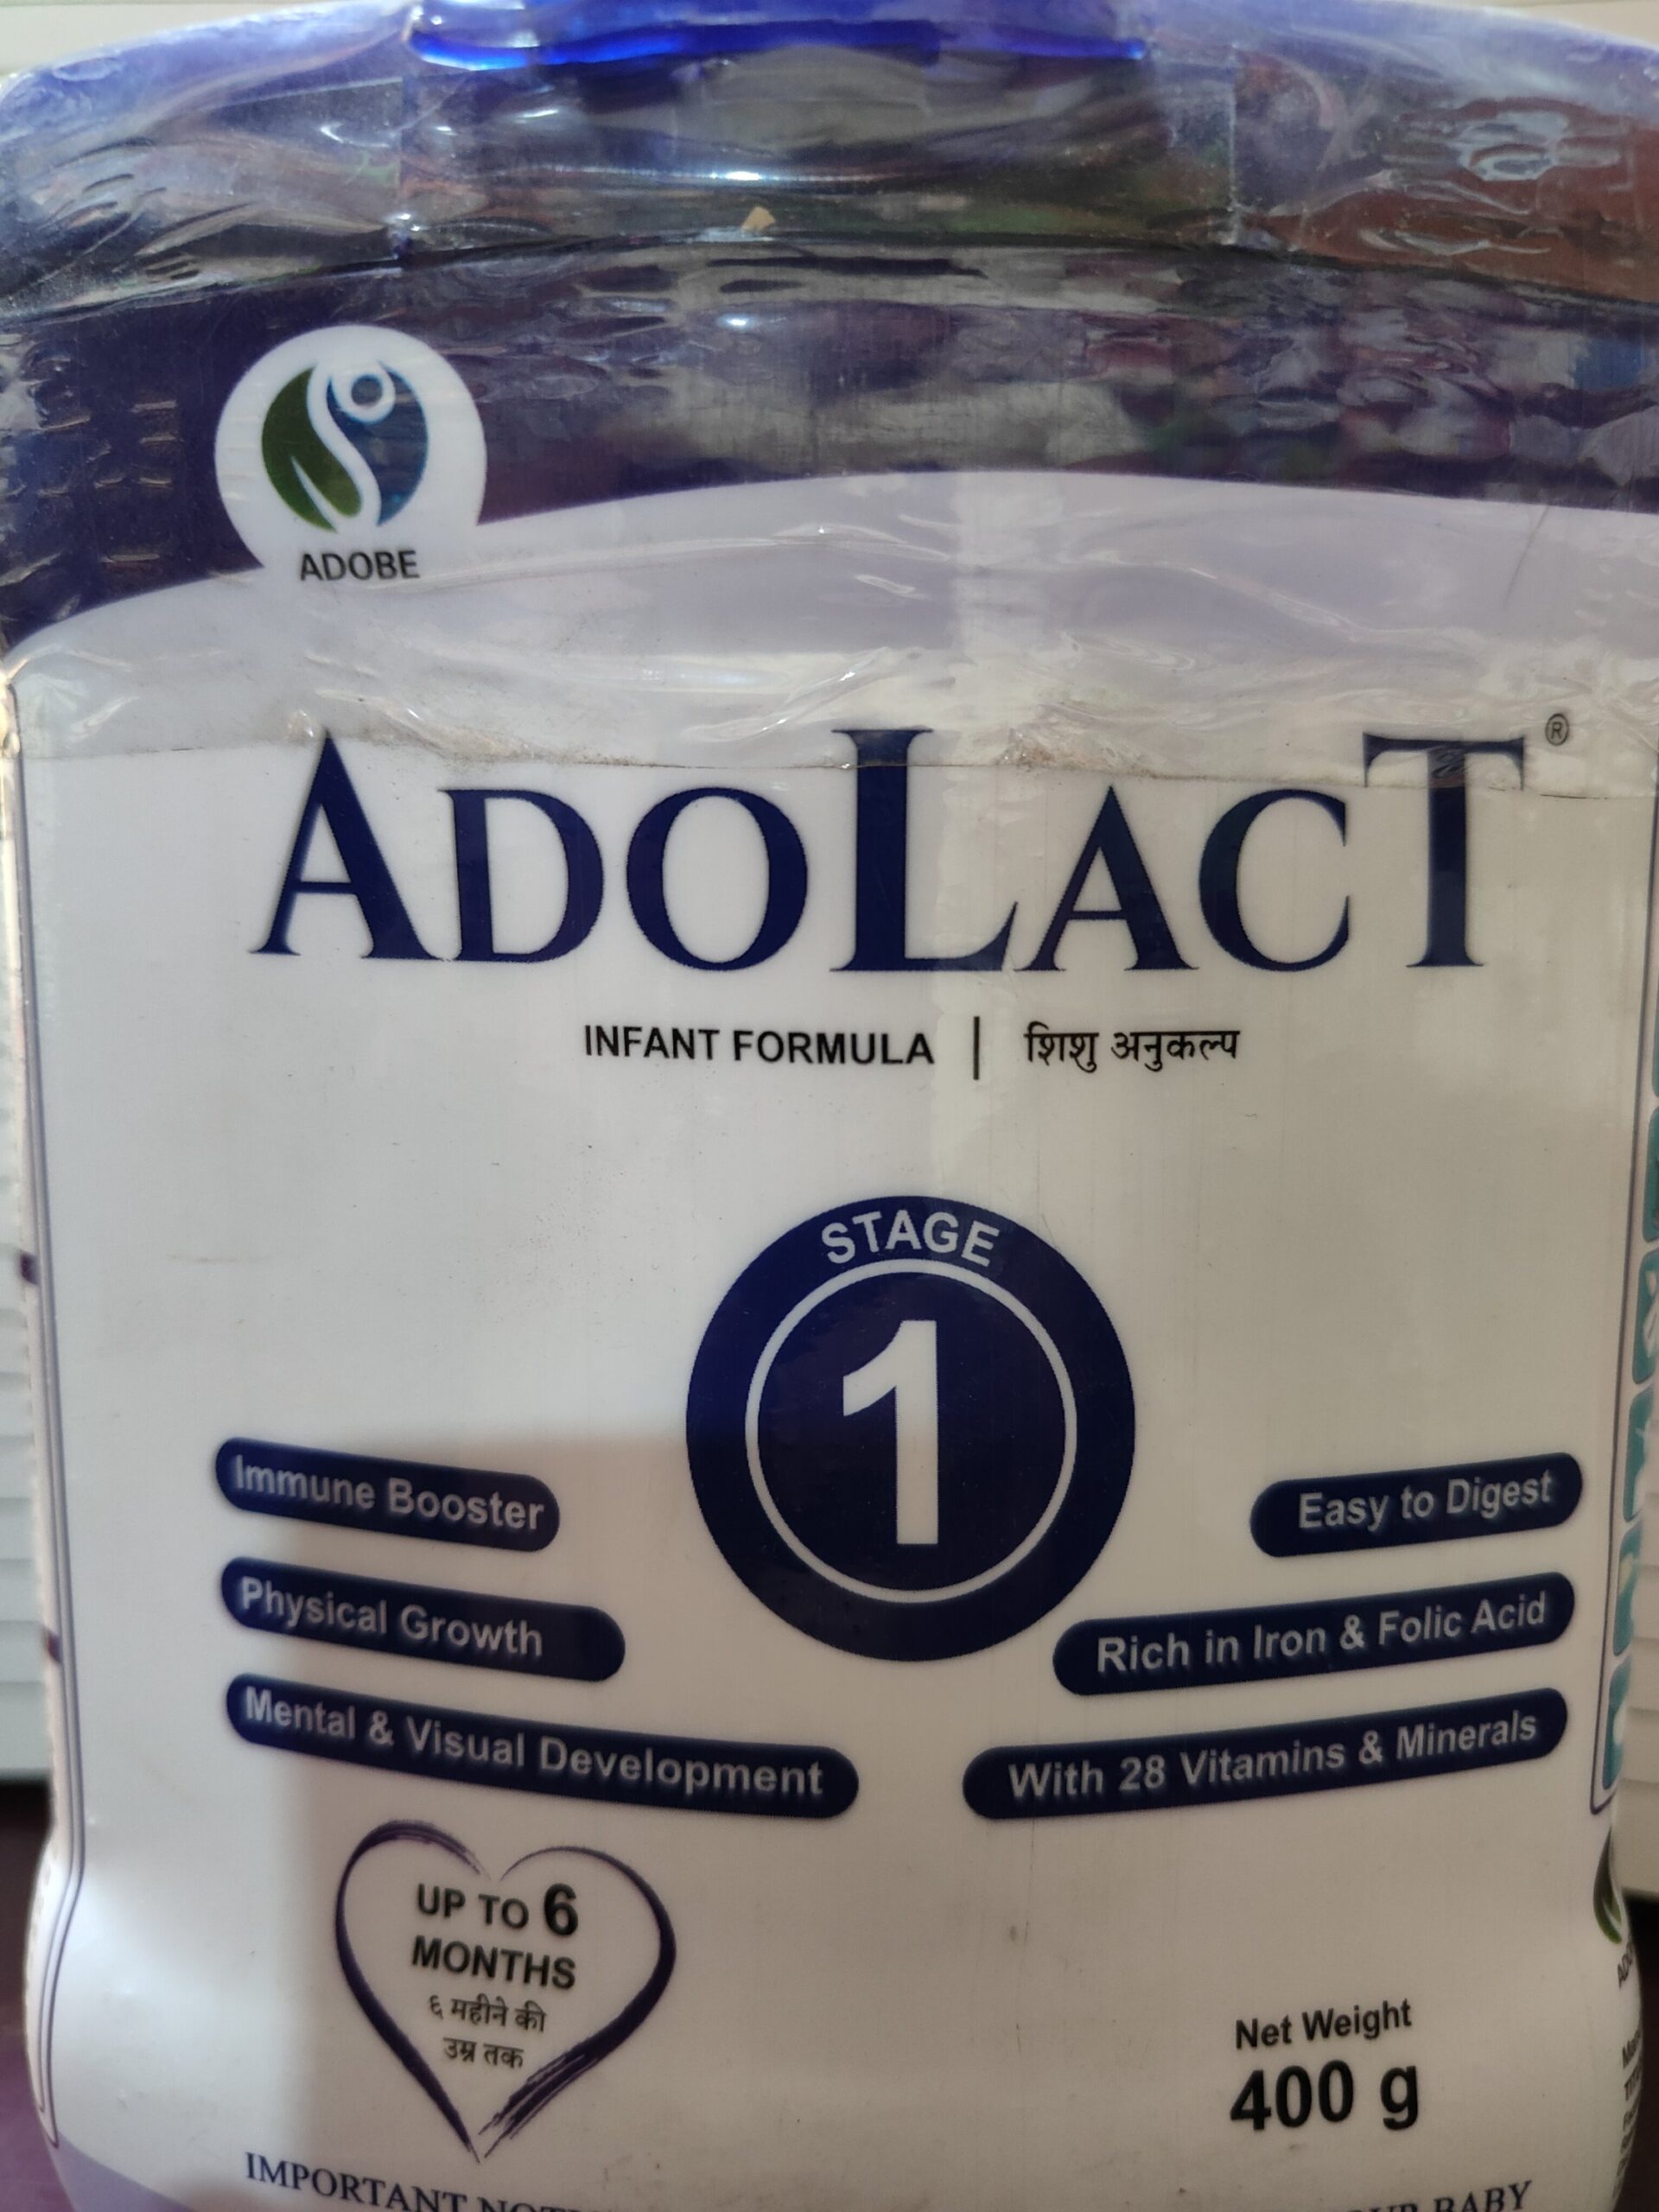 ADOBE
ADOLACT®
INFANT FORMULA | शिशु अनुकल्प
STAGE
1
Immune Booster
Physical Growth
Mental & Visual Development
Easy to Digest
Rich in Iron & Folic Acid
With 28 Vitamins & Minerals
UP TO 6
MONTHS
६ महीने की
उम्र तक
Net Weight
400 g
IMPORTANT
BABY